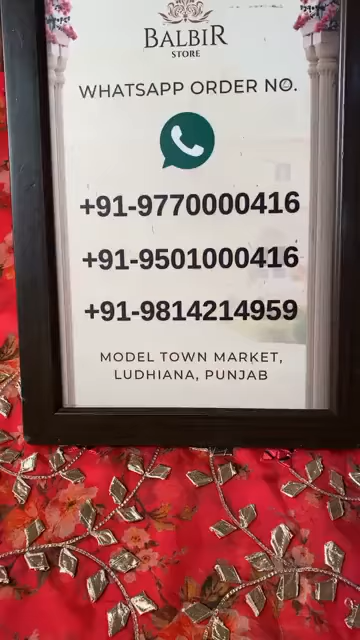 BALBIR
STORE
WHATSAPP ORDER NO.
+91-9770000416
+91-9501000416
+91-9814214959
MODEL TOWN MARKET,
LUDHIANA, PUNJAB